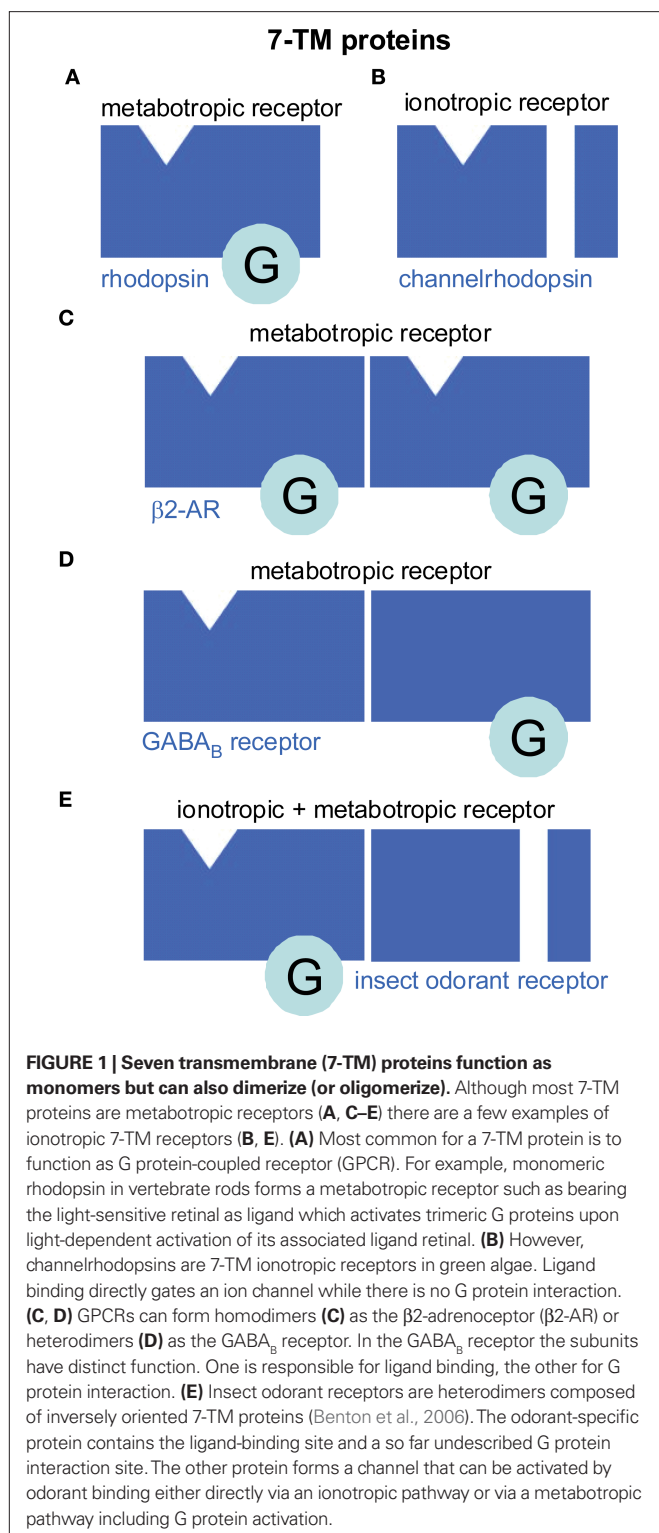 7-TM proteins
A
metabotropic receptor
G
rhodopsin
B
ionotropic receptor
channelrhodopsin
C
metabotropic receptor
G
G
β2-AR
D
metabotropic receptor
GABA_B receptor
G
E
ionotropic + metabotropic receptor
G
insect odorant receptor
FIGURE 1 | Seven transmembrane (7-TM) proteins function as
monomers but can also dimerize (or oligomerize). Although most 7-TM
proteins are metabotropic receptors (A, C–E) there are a few examples of
ionotropic 7-TM receptors (B, E). (A) Most common for a 7-TM protein is to
function as G protein-coupled receptor (GPCR). For example, monomeric
rhodopsin in vertebrate rods forms a metabotropic receptor such as bearing
the light-sensitive retinal as ligand which activates trimeric G proteins upon
light-dependent activation of its associated ligand retinal. (B) However,
channelrhodopsins are 7-TM ionotropic receptors in green algae. Ligand
binding directly gates an ion channel while there is no G protein interaction.
(C, D) GPCRs can form homodimers (C) as the β2-adrenoceptor (β2-AR) or
heterodimers (D) as the GABA_B receptor. In the GABA_B receptor the subunits
have distinct function. One is responsible for ligand binding, the other for G
protein interaction. (E) Insect odorant receptors are heterodimers composed
of inversely oriented 7-TM proteins (Benton et al., 2006). The odorant-specific
protein contains the ligand-binding site and a so far undescribed G protein
interaction site. The other protein forms a channel that can be activated by
odorant binding either directly via an ionotropic pathway or via a metabotropic
pathway including G protein activation.